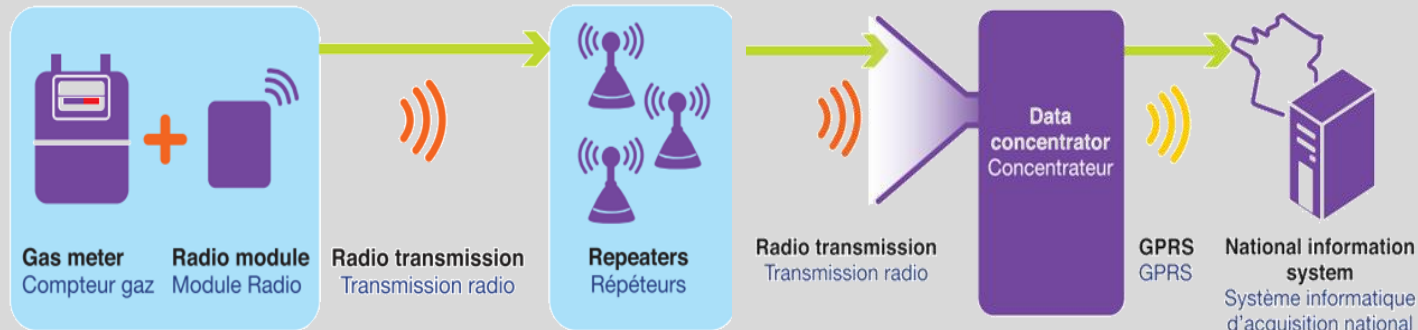 Gas meter
Compteur gaz
Radio module
Module Radio
Radio transmission
Transmission radio
Repeaters
Répéteurs
Radio transmission
Transmission radio
Data
concentrator
Concentrateur
GPRS
GPRS
National information
system
Système informatique
d'acquisition national